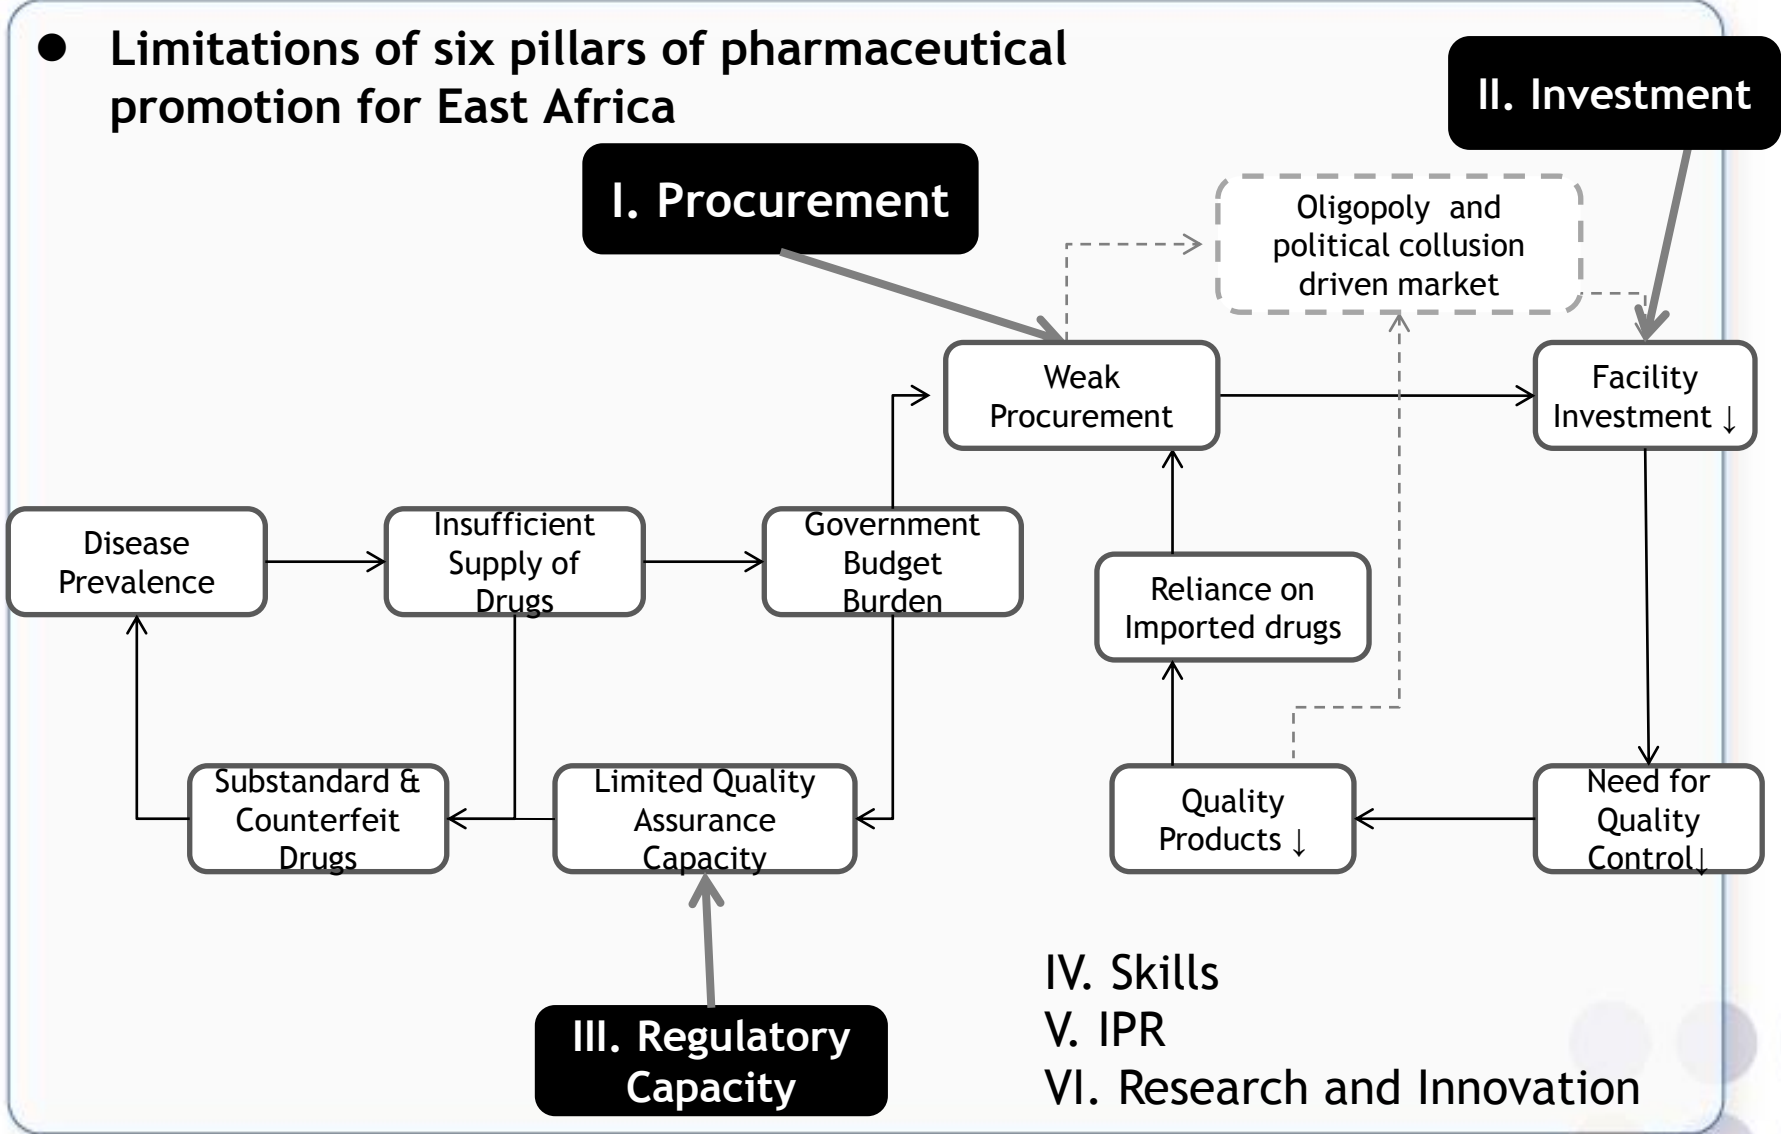 ● Limitations of six pillars of pharmaceutical
promotion for East Africa
II. Investment
I. Procurement
Oligopoly and
political collusion
driven market
Weak
Procurement
Facility
Investment ↓
Disease
Prevalence
Insufficient
Supply of
Drugs
Government
Budget
Burden
Reliance on
Imported drugs
Substandard &
Counterfeit
Drugs
Limited Quality
Assurance
Capacity
Quality
Products ↓
Need for
Quality
Control↓
III. Regulatory
Capacity
IV. Skills
V. IPR
VI. Research and Innovation